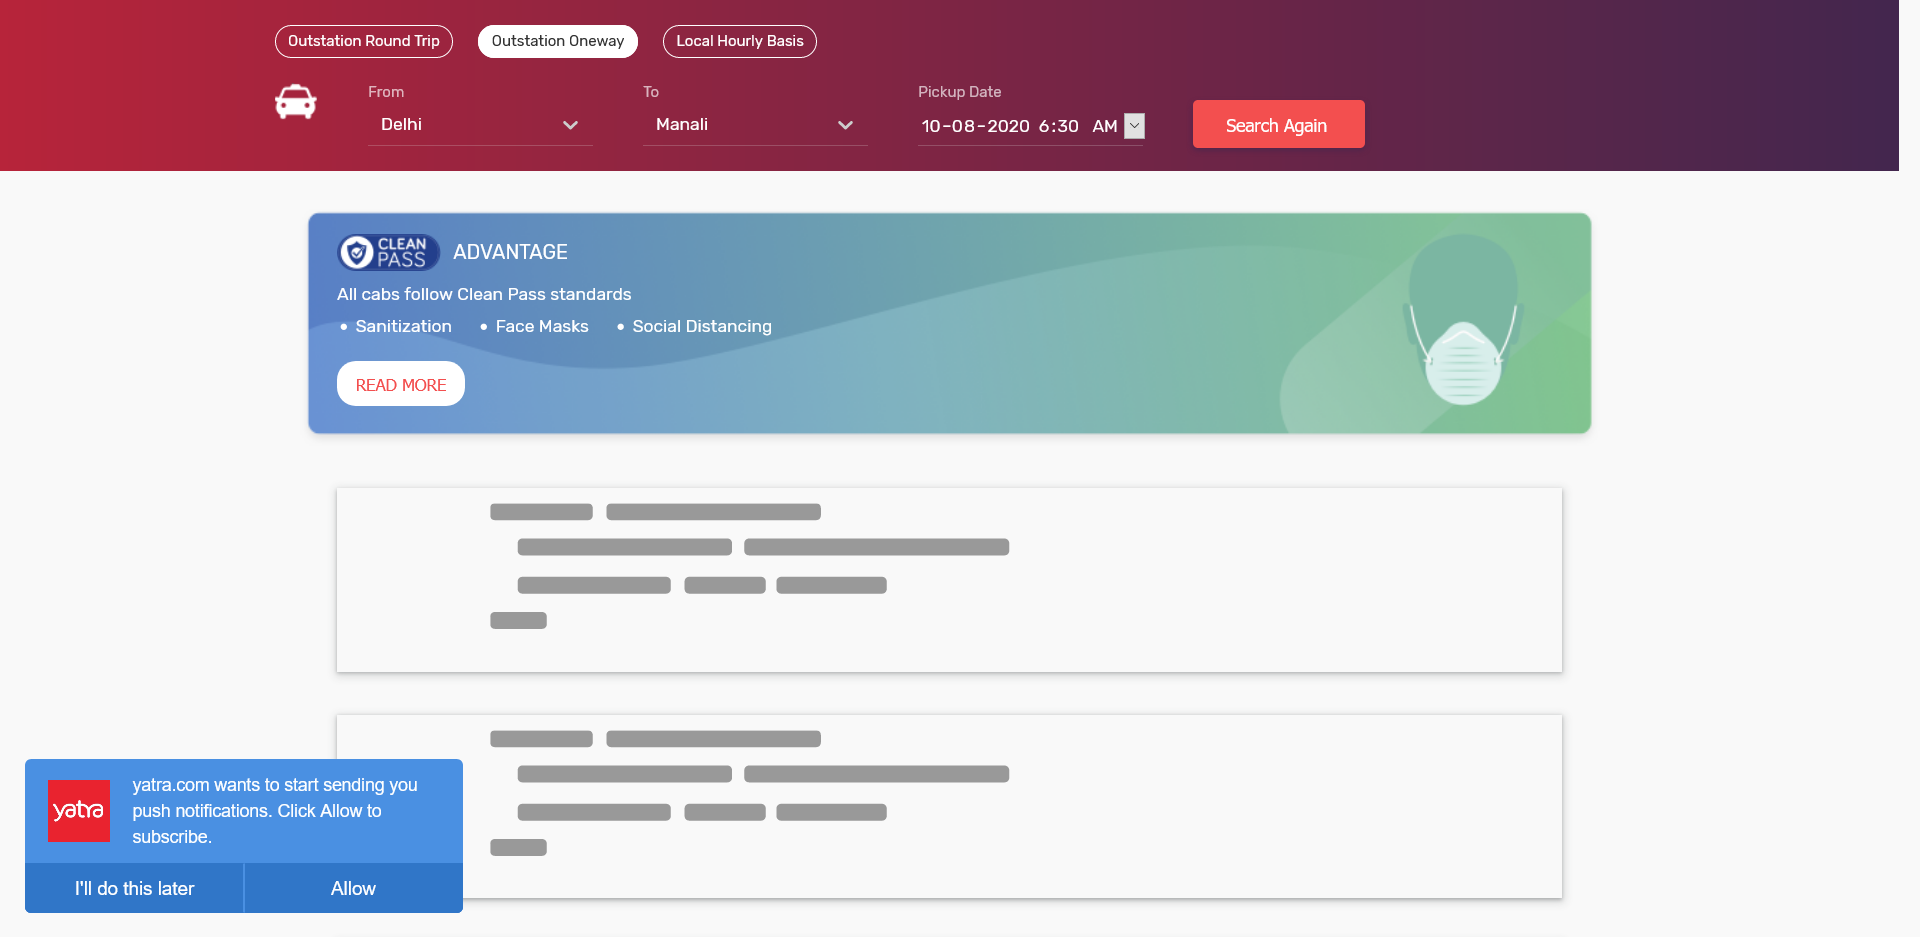 Outstation Round Trip
Outstation Oneway
Local Hourly Basis
From
To
Pickup Date
Delhi
Manali
10-08-2020 6:30 AM
Search Again
CLEAN PASS
ADVANTAGE
All cabs follow Clean Pass standards
• Sanitization • Face Masks • Social Distancing
READ MORE
yatra
yatra.com wants to start sending you
push notifications. Click Allow to
subscribe.
I'll do this later
Allow